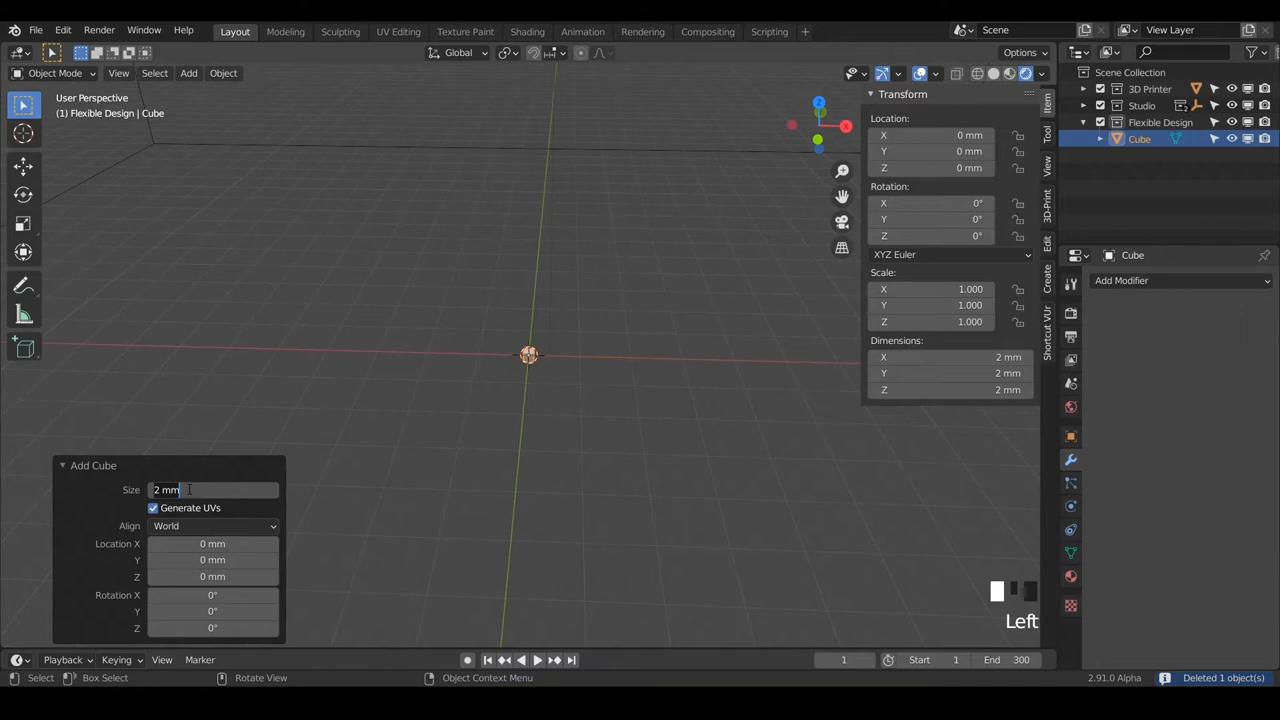 File Edit Render Window Help Layout Modeling Sculpting UV Editing Texture Paint Shading Animation Rendering Compositing Scripting + Scene View Layer
Global Options
Object Mode View Select Add Object
User Perspective
(1) Flexible Design | Cube
Z
X
Transform
Location:
X 0 mm
Y 0 mm
Z 0 mm
Rotation:
X 0°
Y 0°
Z 0°
XYZ Euler
Scale:
X 1.000
Y 1.000
Z 1.000
Dimensions:
X 2 mm
Y 2 mm
Z 2 mm
Item
Tool
View
3D-Print
Edit
Create
Shortcut VUr
Scene Collection
3D Printer
Studio 2
Flexible Design
Cube
Cube
Add Modifier
Add Cube
Size 2 mm
Generate UVs
Align World
Location X 0 mm
Y 0 mm
Z 0 mm
Rotation X 0°
Y 0°
Z 0°
Left
Playback Keying View Marker 1 Start 1 End 300
Select Box Select Rotate View Object Context Menu 2.91.0 Alpha Deleted 1 object(s)